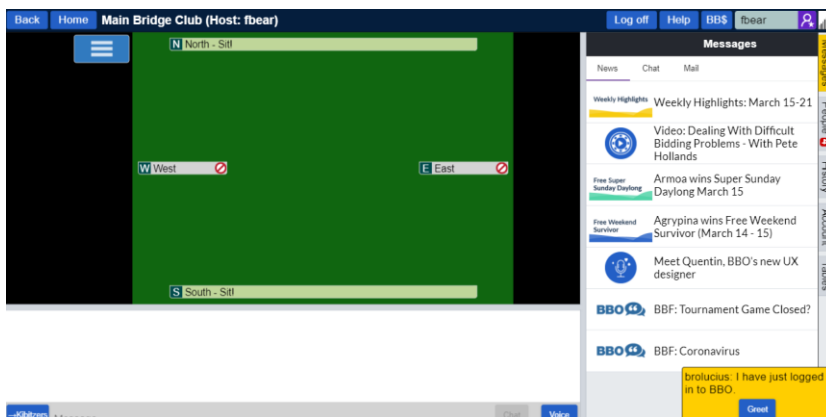 Back Home Main Bridge Club (Host: fbear) Log off Help BB$ fbear
N North - Sit!
W West
E East
S South - Sit!
→Kibitzers Message Chat Voice
Messages
News Chat Mail
Weekly Highlights
Weekly Highlights: March 15-21
Video: Dealing With Difficult
Bidding Problems - With Pete
Hollands
Free Super
Sunday Daylong
Armoa wins Super Sunday
Daylong March 15
Free Weekend
Survivor
Agrypina wins Free Weekend
Survivor (March 14 - 15)
Meet Quentin, BBO's new UX
designer
BBO BBF: Tournament Game Closed?
BBO BBF: Coronavirus
brolucius: I have just logged
in to BBO.
Greet
Messages
People
History
Account
Tables